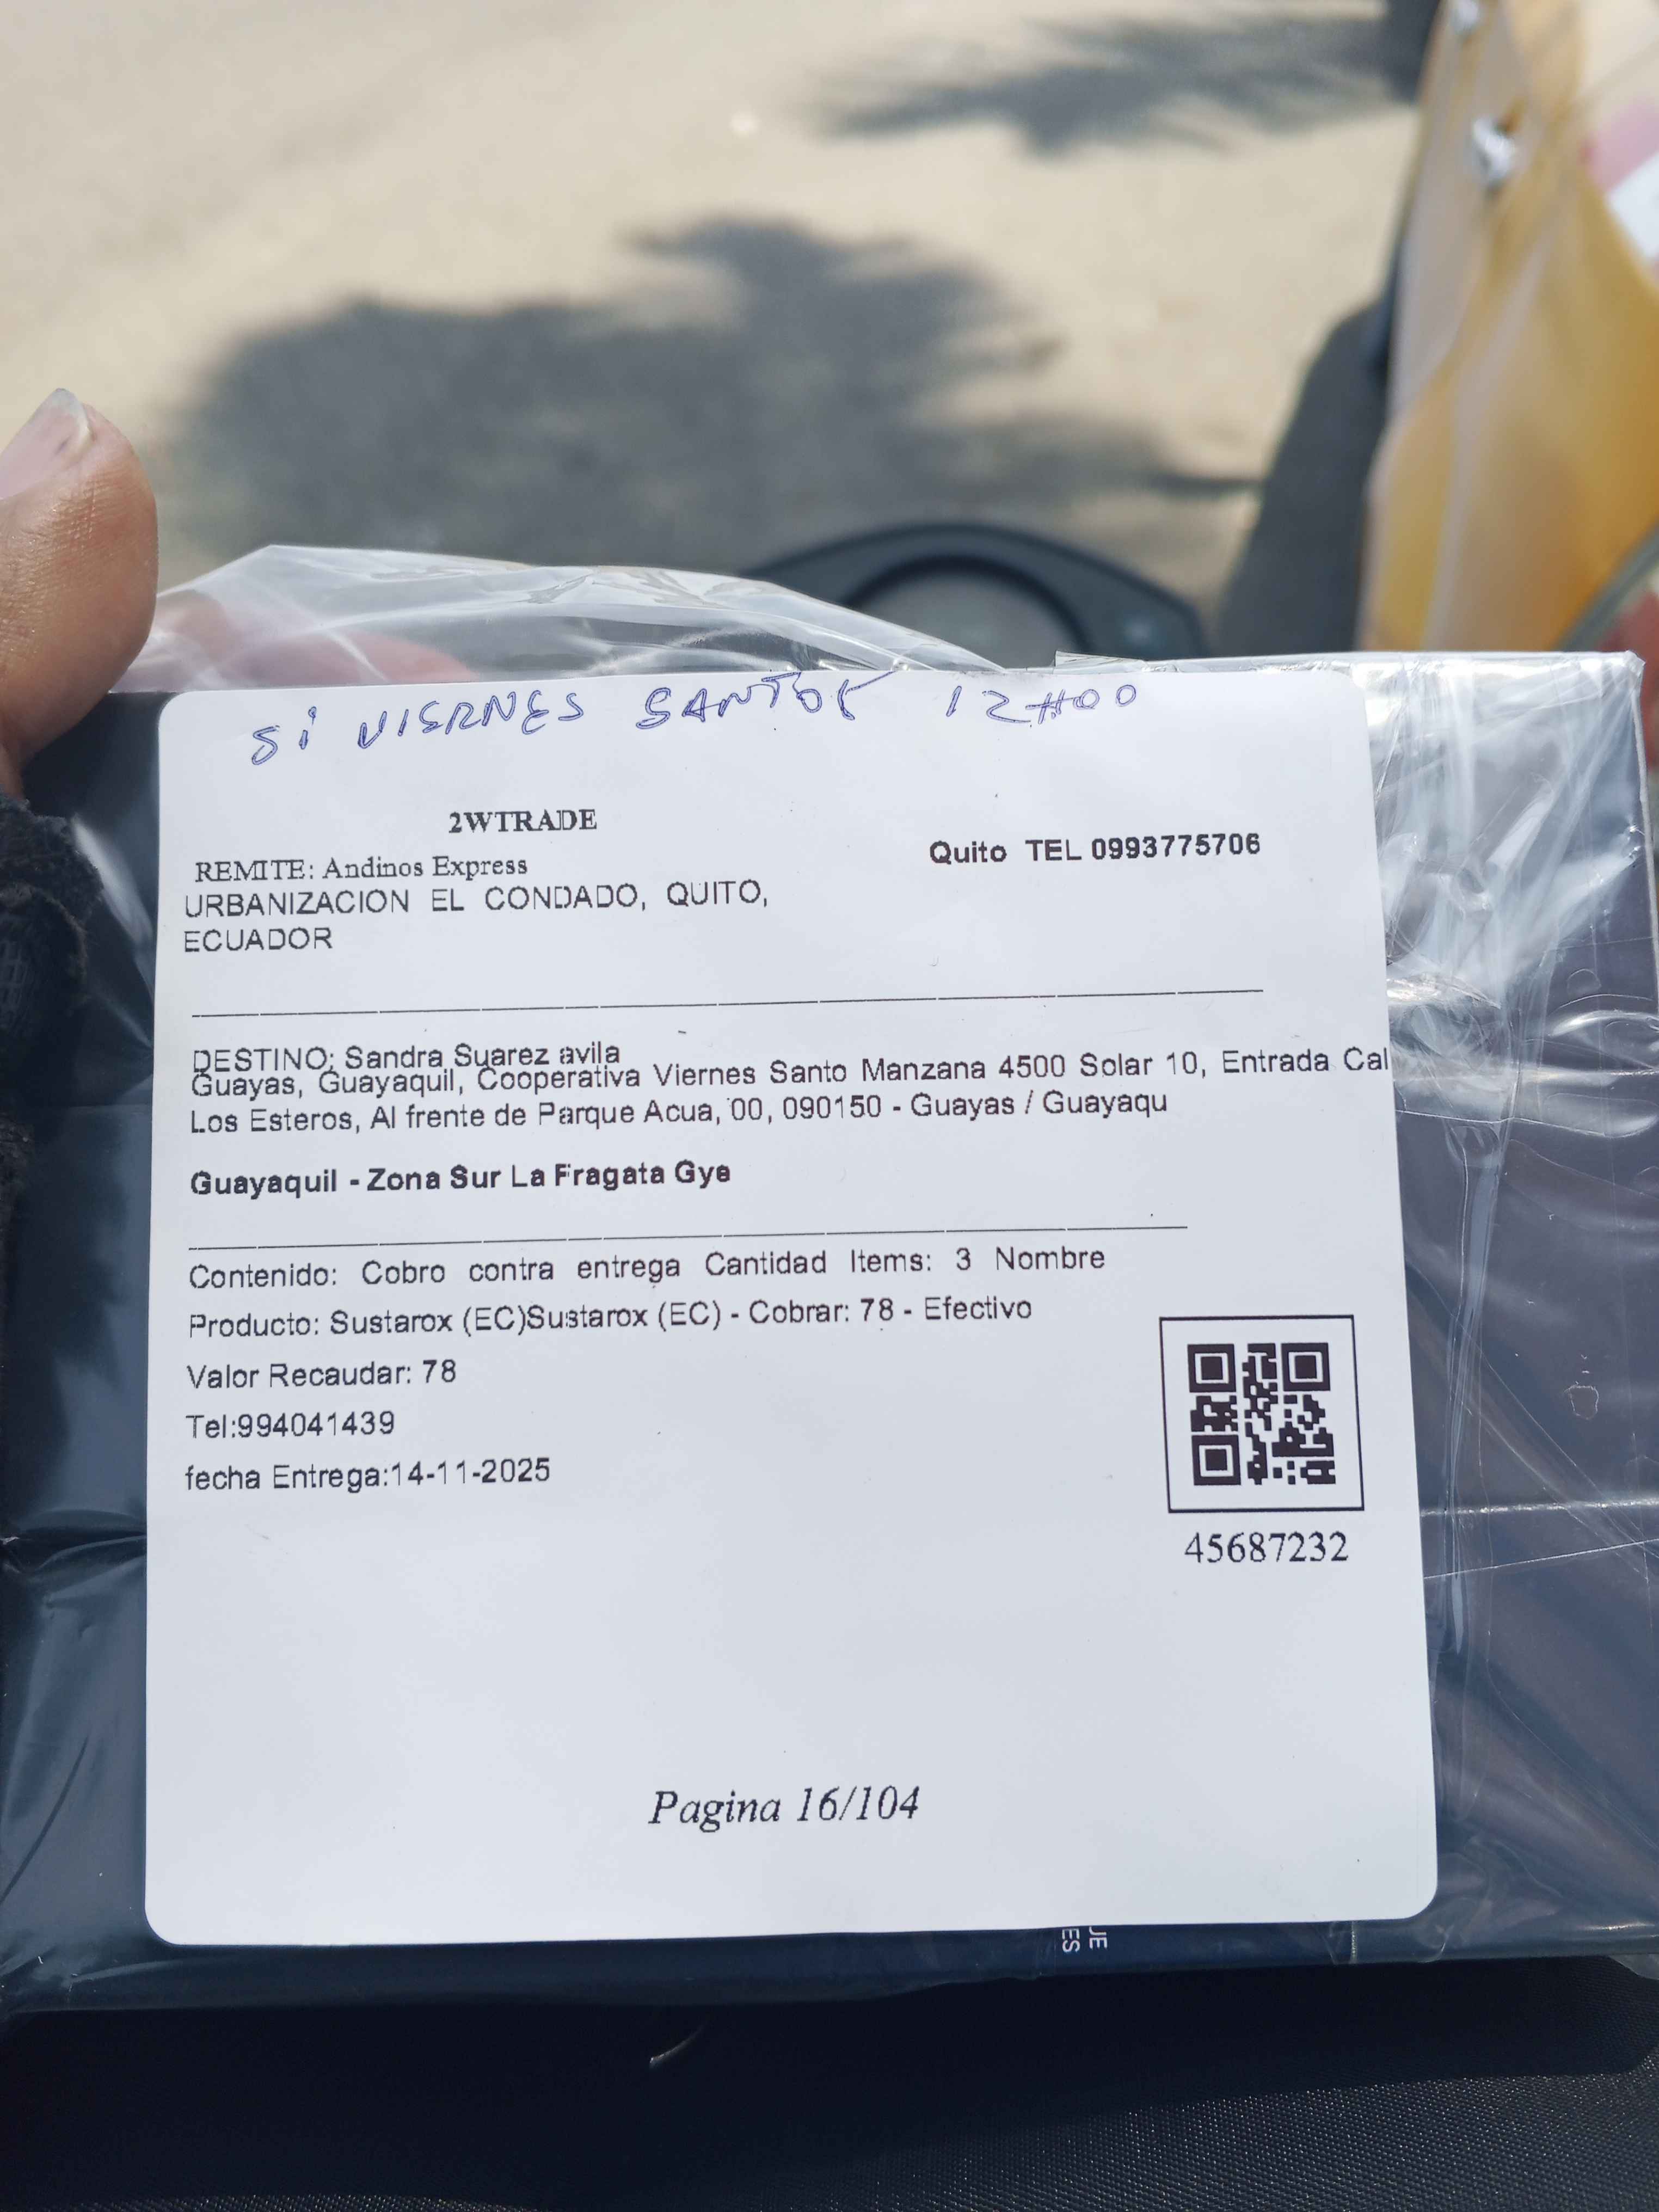 Si VIERNES SANTOS 12H00
2WTRADE
REMITE: Andinos Express
Quito TEL 0993775706
URBANIZACION EL CONDADO, QUITO,
ECUADOR
DESTINO: Sandra Suarez avila
Guayas, Guayaquil, Cooperativa Viernes Santo Manzana 4500 Solar 10, Entrada Cal
Los Esteros, Al frente de Parque Acua, 00, 090150 - Guayas / Guayaqu
Guayaquil - Zona Sur La Fragata Gye
Contenido: Cobro contra entrega Cantidad Items: 3 Nombre
Producto: Sustarox (EC)Sustarox (EC) - Cobrar: 78 - Efectivo
Valor Recaudar: 78
Tel:994041439
fecha Entrega:14-11-2025
45687232
Pagina 16/104
UE
ES